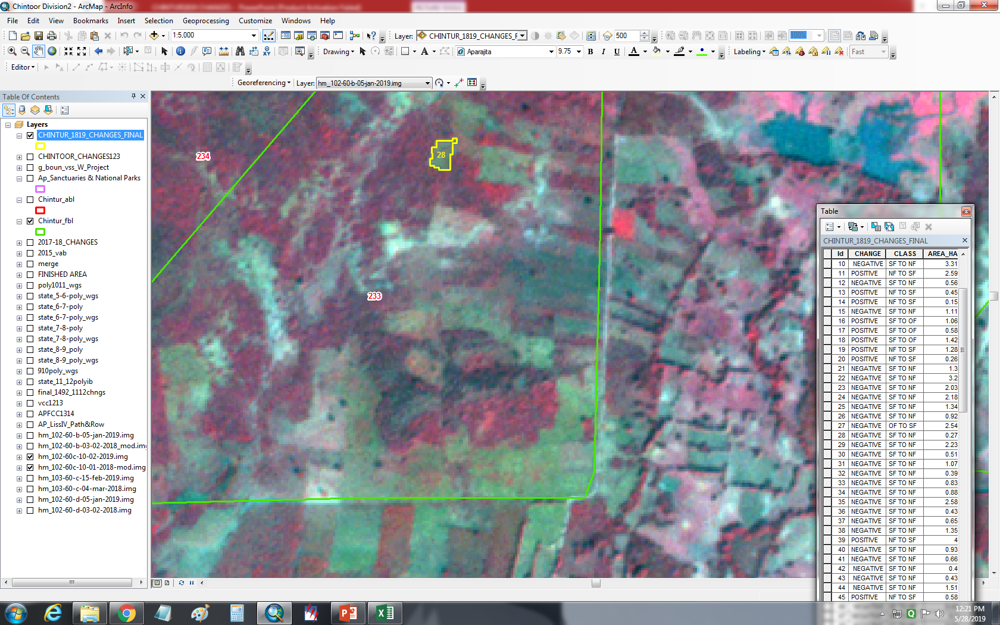 Chintoor Division2 - ArcMap - ArcInfo
File Edit View Bookmarks Insert Selection Geoprocessing Customize Windows Help
1:5,000
Layer: CHINTUR_1819_CHANGES_F
500
100%
Drawing
Aparajita
9.75
B I U A
Labeling
Fast
Editor
Georeferencing
Layer: hm_102-60-b-05-jan-2019.img
Table Of Contents
Layers
CHINTUR_1819_CHANGES_FINAL
CHINTOOR_CHANGES123
g_boun_vss_W_Project
Ap_Sanctuaries & National Parks
Chintur_abl
Chintur_fbl
2017-18_CHANGES
2015_vab
merge
FINISHED AREA
poly1011_wgs
state_5-6-poly_wgs
state_6-7-poly
state_6-7-poly_wgs
state_7-8-poly
state_7-8-poly_wgs
state_8-9_poly
state_8-9_poly_wgs
910poly_wgs
state_11_12polyib
final_1492_1112chngs
vcc1213
APFCC1314
AP_LissIV_Path&Row
hm_102-60-b-05-jan-2019.img
hm_102-60-b-03-02-2018_mod.im
hm_102-60c-10-02-2019.img
hm_102-60c-10-01-2018-mod.img
hm_103-60-c-15-feb-2019.img
hm_103-60-c-04-mar-2018.img
hm_102-60-d-05-jan-2019.img
hm_102-60-d-03-02-2018.img
234
28
233
Table
CHINTUR_1819_CHANGES_FINAL
Id CHANGE CLASS AREA_HA
10 NEGATIVE SF TO NF 3.31
11 POSITIVE NF TO SF 2.59
12 NEGATIVE SF TO NF 0.56
13 POSITIVE NF TO SF 0.45
14 POSITIVE NF TO SF 0.15
15 NEGATIVE SF TO NF 1.11
16 POSITIVE SF TO OF 1.06
17 POSITIVE SF TO OF 0.58
18 POSITIVE SF TO OF 1.42
19 POSITIVE NF TO SF 1.28
20 POSITIVE NF TO SF 0.26
21 NEGATIVE SF TO NF 1.3
22 NEGATIVE SF TO NF 3.2
23 NEGATIVE SF TO NF 2.03
24 NEGATIVE SF TO NF 2.18
25 NEGATIVE SF TO NF 1.34
26 NEGATIVE SF TO NF 0.92
27 NEGATIVE OF TO SF 2.54
28 NEGATIVE SF TO NF 0.27
29 NEGATIVE SF TO NF 2.23
30 NEGATIVE SF TO NF 0.51
31 NEGATIVE SF TO NF 1.07
32 NEGATIVE SF TO NF 0.39
33 NEGATIVE SF TO NF 0.83
34 NEGATIVE SF TO NF 0.88
35 NEGATIVE SF TO NF 2.58
36 NEGATIVE SF TO NF 0.43
37 NEGATIVE SF TO NF 0.65
38 NEGATIVE SF TO NF 1.35
39 POSITIVE NF TO SF 4
40 NEGATIVE SF TO NF 0.93
41 NEGATIVE SF TO NF 0.66
42 NEGATIVE SF TO NF 0.4
43 NEGATIVE SF TO NF 0.43
44 NEGATIVE SF TO NF 1.51
45 POSITIVE NF TO SF 0.58
12:21 PM
5/28/2019